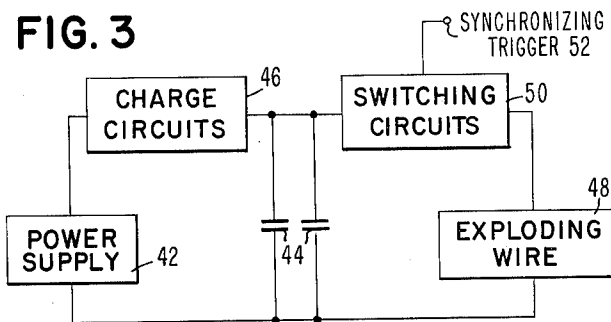 FIG. 3
SYNCHRONIZING
TRIGGER 52
46
CHARGE
CIRCUITS
SWITCHING
CIRCUITS
50
48
POWER
SUPPLY
42
44
EXPLODING
WIRE